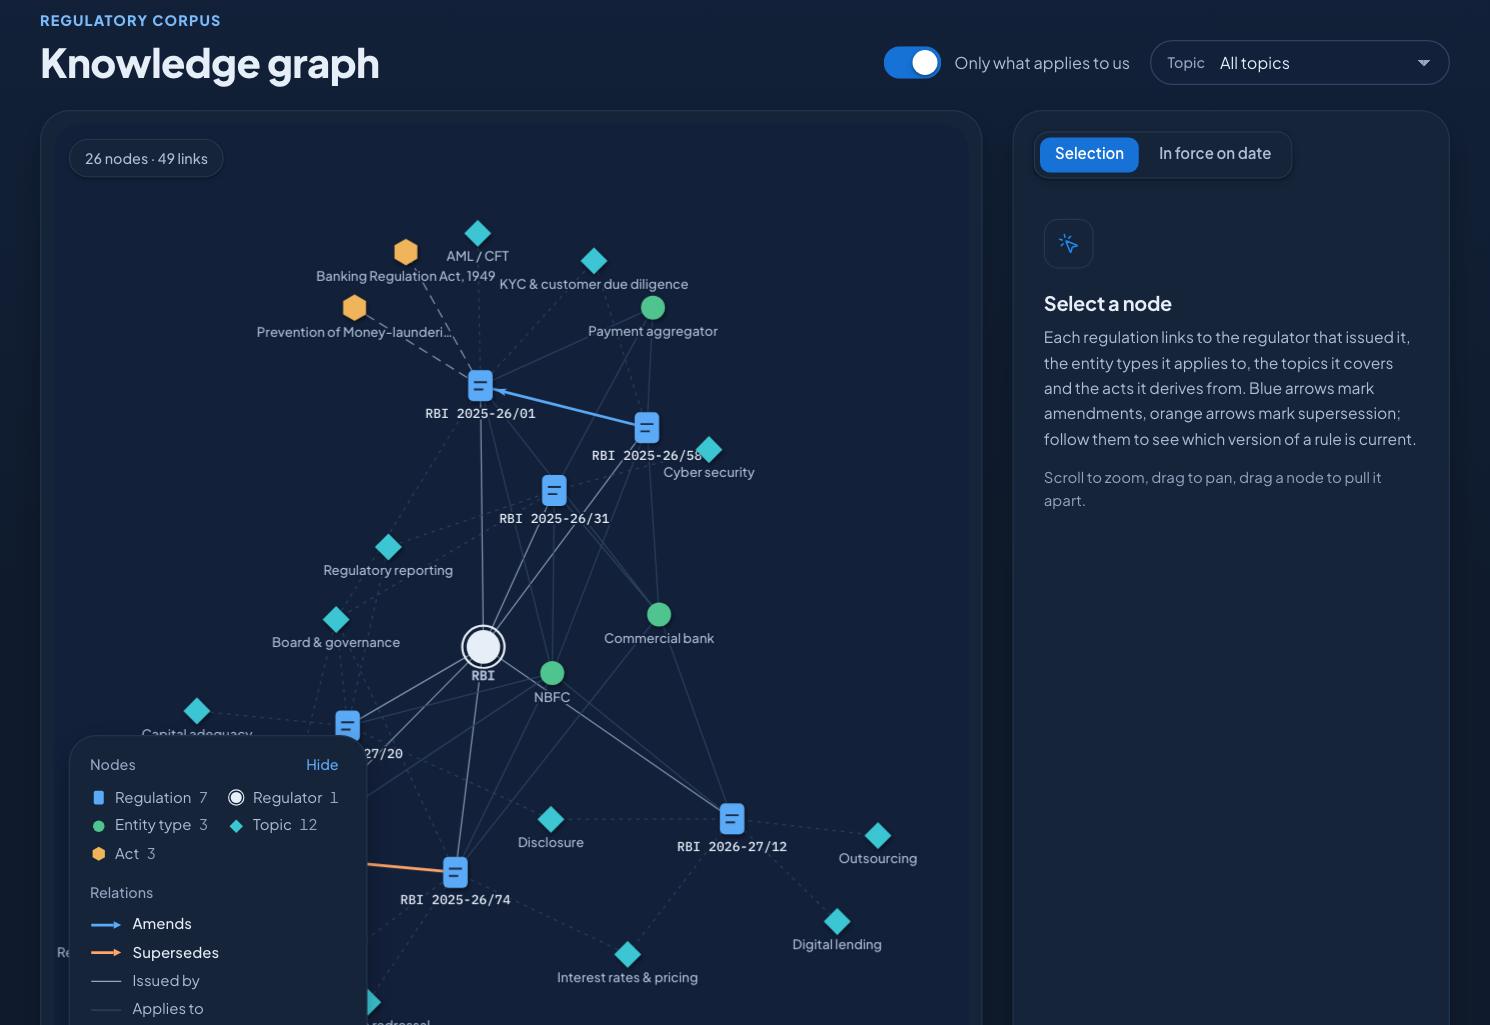 REGULATORY CORPUS
Knowledge graph
Only what applies to us
Topic All topics
26 nodes · 49 links
Selection
In force on date
AML / CFT
Banking Regulation Act, 1949
KYC & customer due diligence
Prevention of Money-launderi...
Payment aggregator
RBI 2025-26/01
RBI 2025-26/58
Cyber security
RBI 2025-26/31
Regulatory reporting
Board & governance
Commercial bank
RBI
NBFC
Capital adequacy
27/20
Disclosure
RBI 2026-27/12
Outsourcing
RBI 2025-26/74
Digital lending
Interest rates & pricing
Re
redressal
Nodes
Hide
Regulation 7
Regulator 1
Entity type 3
Topic 12
Act 3
Relations
Amends
Supersedes
Issued by
Applies to
Select a node
Each regulation links to the regulator that issued it,
the entity types it applies to, the topics it covers
and the acts it derives from. Blue arrows mark
amendments, orange arrows mark supersession;
follow them to see which version of a rule is current.
Scroll to zoom, drag to pan, drag a node to pull it
apart.